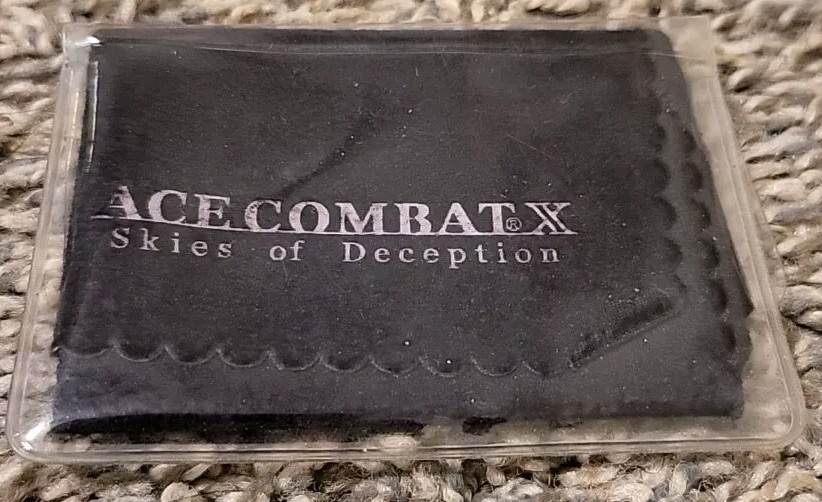 ACE COMBAT® X
Skies of Deception